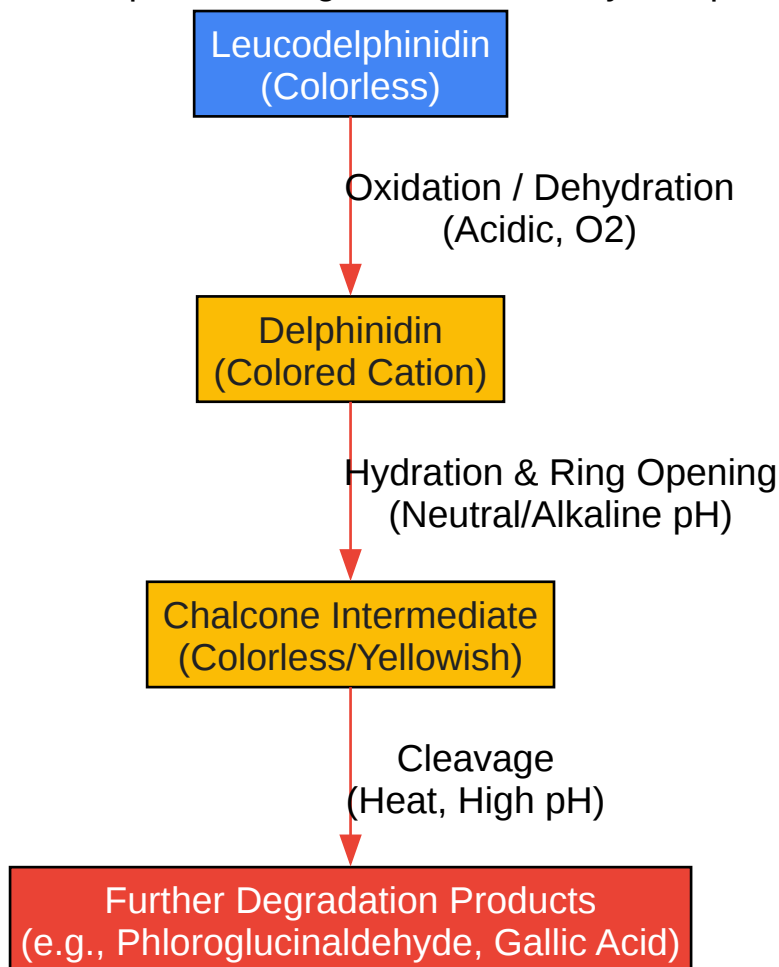 Leucodelphinidin
(Colorless)
Oxidation / Dehydration
(Acidic, O2)
Delphinidin
(Colored Cation)
Hydration & Ring Opening
(Neutral/Alkaline pH)
Chalcone Intermediate
(Colorless/Yellowish)
Cleavage
(Heat, High pH)
Further Degradation Products
(e.g., Phloroglucinaldehyde, Gallic Acid)